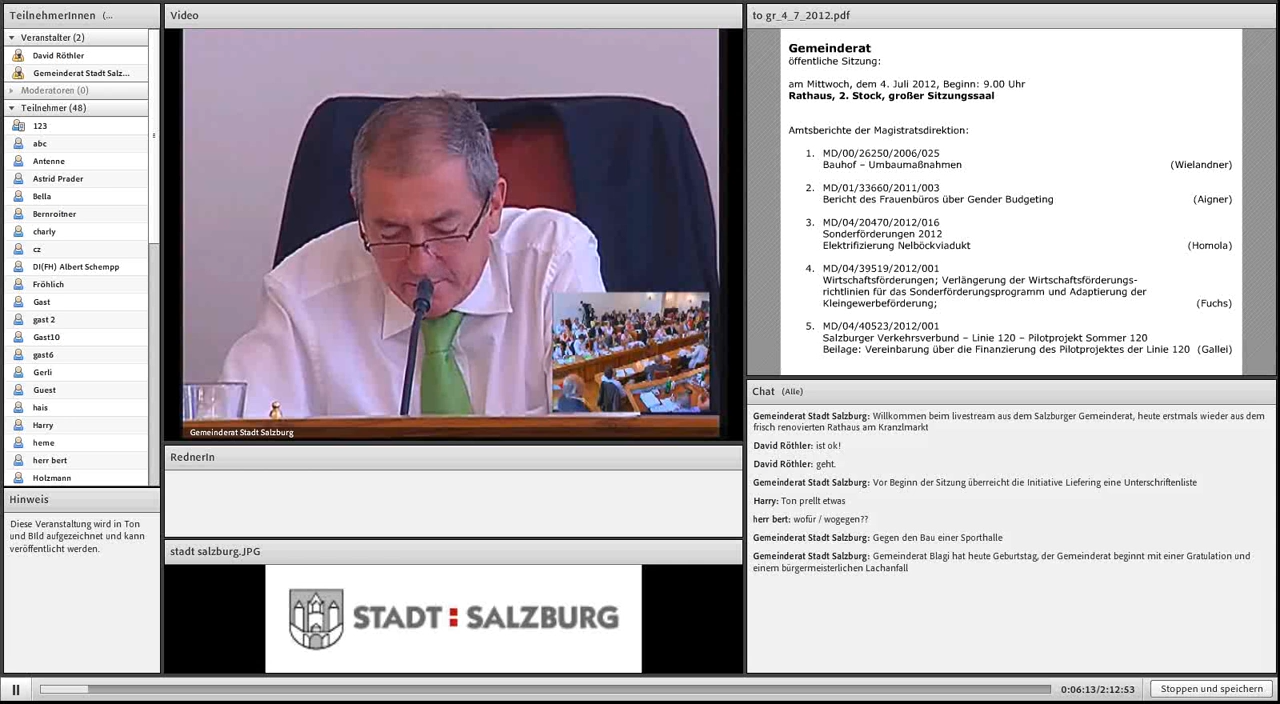 TeilnehmerInnen (...
Veranstalter (2)
David Röthler
Gemeinderat Stadt Salz...
Moderatoren (0)
Teilnehmer (48)
123
abc
Antenne
Astrid Prader
Bella
Bernroitner
charly
cz
DI(FH) Albert Schempp
Fröhlich
Gast
gast 2
Gast10
gast6
Gerli
Guest
hais
Harry
heme
herr bert
Holzmann
Hinweis
Diese Veranstaltung wird in Ton
und BIld aufgezeichnet und kann
veröffentlicht werden.
Video
Gemeinderat Stadt Salzburg
RednerIn
stadt salzburg.JPG
STADT : SALZBURG
to gr_4_7_2012.pdf
Gemeinderat
öffentliche Sitzung:
am Mittwoch, dem 4. Juli 2012, Beginn: 9.00 Uhr
Rathaus, 2. Stock, großer Sitzungssaal
Amtsberichte der Magistratsdirektion:
1. MD/00/26250/2006/025
Bauhof – Umbaumaßnahmen (Wielandner)
2. MD/01/33660/2011/003
Bericht des Frauenbüros über Gender Budgeting (Aigner)
3. MD/04/20470/2012/016
Sonderförderungen 2012
Elektrifizierung Nelböckviadukt (Homola)
4. MD/04/39519/2012/001
Wirtschaftsförderungen; Verlängerung der Wirtschaftsförderungs-
richtlinien für das Sonderförderungsprogramm und Adaptierung der
Kleingewerbeförderung; (Fuchs)
5. MD/04/40523/2012/001
Salzburger Verkehrsverbund – Linie 120 – Pilotprojekt Sommer 120
Beilage: Vereinbarung über die Finanzierung des Pilotprojektes der Linie 120 (Gallei)
Chat (Alle)
Gemeinderat Stadt Salzburg: Willkommen beim livestream aus dem Salzburger Gemeinderat, heute erstmals wieder aus dem
frisch renovierten Rathaus am Kranzlmarkt
David Röthler: ist ok!
David Röthler: geht.
Gemeinderat Stadt Salzburg: Vor Beginn der Sitzung überreicht die Initiative Liefering eine Unterschriftenliste
Harry: Ton prellt etwas
herr bert: wofür / wogegen??
Gemeinderat Stadt Salzburg: Gegen den Bau einer Sporthalle
Gemeinderat Stadt Salzburg: Gemeinderat Blagi hat heute Geburtstag, der Gemeinderat beginnt mit einer Gratulation und
einem bürgermeisterlichen Lachanfall
0:06:13/2:12:53
Stoppen und speichern